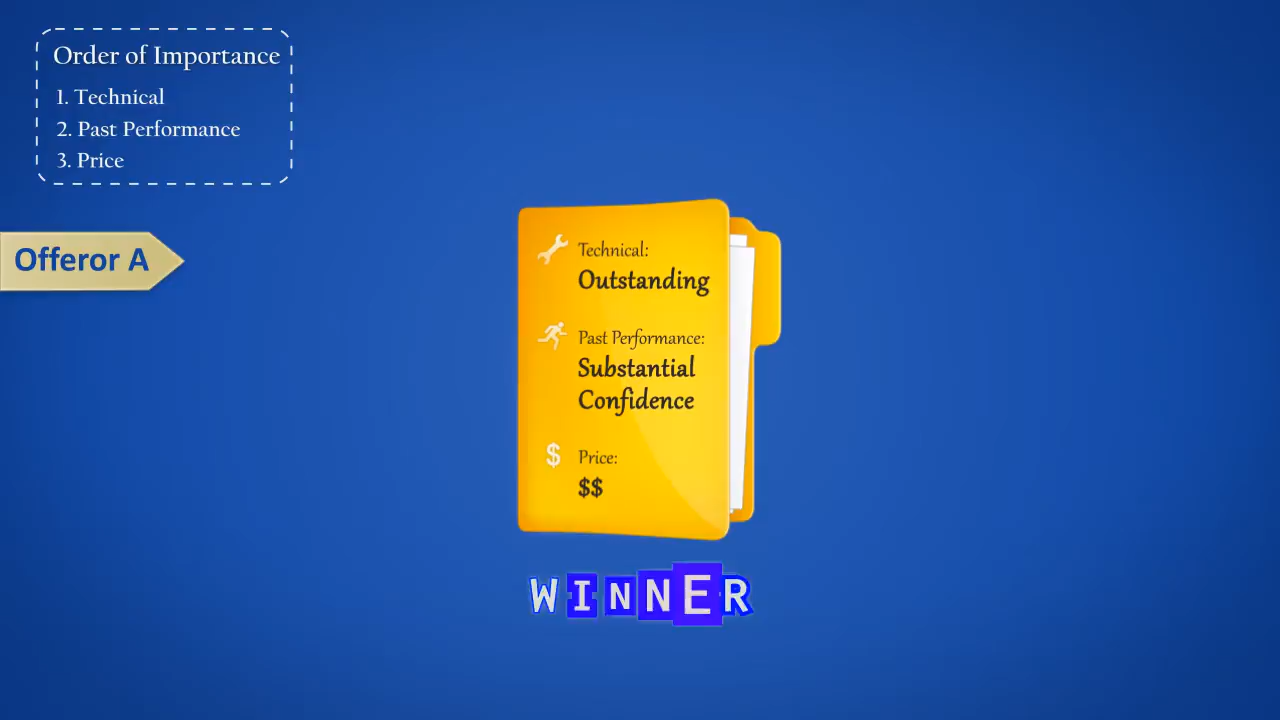 Order of Importance
1. Technical
2. Past Performance
3. Price
Offeror A
Technical:
Outstanding
Past Performance:
Substantial
Confidence
$ Price:
$$
WINNER